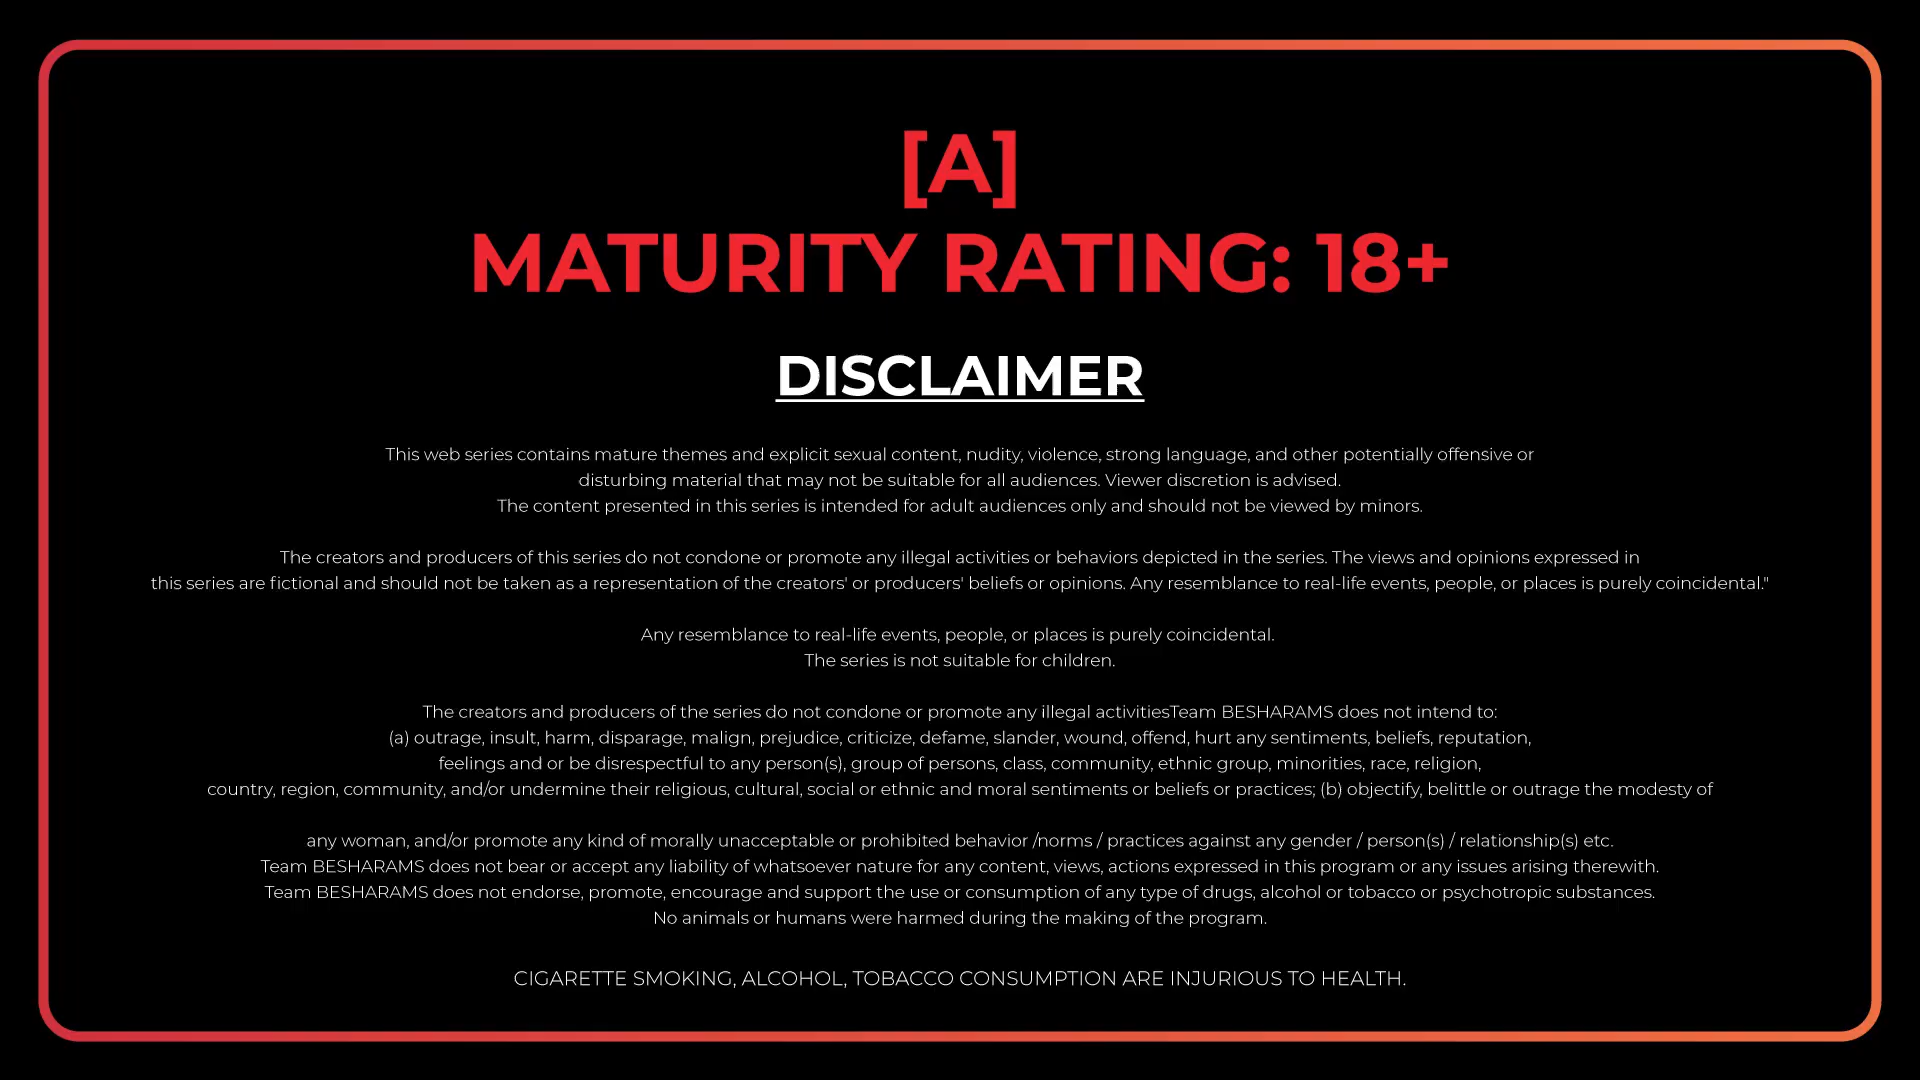 [A]
MATURITY RATING: 18+
DISCLAIMER
This web series contains mature themes and explicit sexual content, nudity, violence, strong language, and other potentially offensive or
disturbing material that may not be suitable for all audiences. Viewer discretion is advised.
The content presented in this series is intended for adult audiences only and should not be viewed by minors.
The creators and producers of this series do not condone or promote any illegal activities or behaviors depicted in the series. The views and opinions expressed in
this series are fictional and should not be taken as a representation of the creators' or producers' beliefs or opinions. Any resemblance to real-life events, people, or places is purely coincidental."
Any resemblance to real-life events, people, or places is purely coincidental.
The series is not suitable for children.
The creators and producers of the series do not condone or promote any illegal activitiesTeam BESHARAMS does not intend to:
(a) outrage, insult, harm, disparage, malign, prejudice, criticize, defame, slander, wound, offend, hurt any sentiments, beliefs, reputation,
feelings and or be disrespectful to any person(s), group of persons, class, community, ethnic group, minorities, race, religion,
country, region, community, and/or undermine their religious, cultural, social or ethnic and moral sentiments or beliefs or practices; (b) objectify, belittle or outrage the modesty of
any woman, and/or promote any kind of morally unacceptable or prohibited behavior /norms / practices against any gender / person(s) / relationship(s) etc.
Team BESHARAMS does not bear or accept any liability of whatsoever nature for any content, views, actions expressed in this program or any issues arising therewith.
Team BESHARAMS does not endorse, promote, encourage and support the use or consumption of any type of drugs, alcohol or tobacco or psychotropic substances.
No animals or humans were harmed during the making of the program.
CIGARETTE SMOKING, ALCOHOL, TOBACCO CONSUMPTION ARE INJURIOUS TO HEALTH.